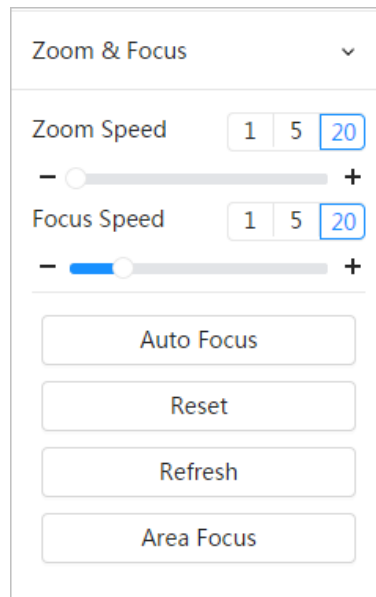 Zoom & Focus
Zoom Speed 1 5 20
− +
Focus Speed 1 5 20
− +
Auto Focus
Reset
Refresh
Area Focus